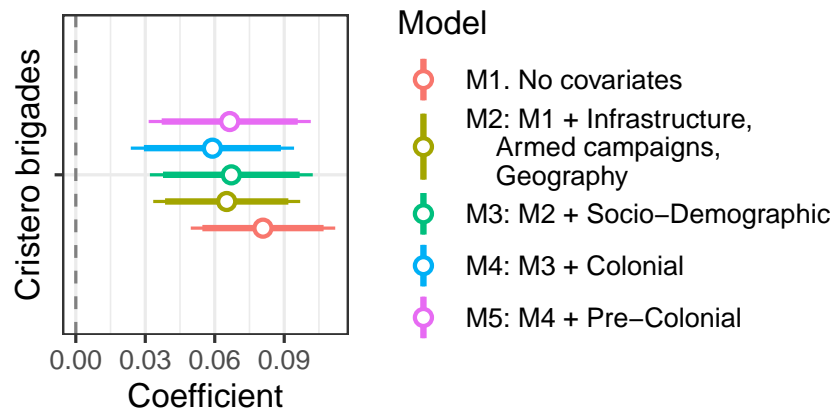 Model
M1. No covariates
M2: M1 + Infrastructure,
Armed campaigns,
Geography
M3: M2 + Socio−Demographic
M4: M3 + Colonial
M5: M4 + Pre−Colonial
Cristero brigades
0.00 0.03 0.06 0.09
Coefficient